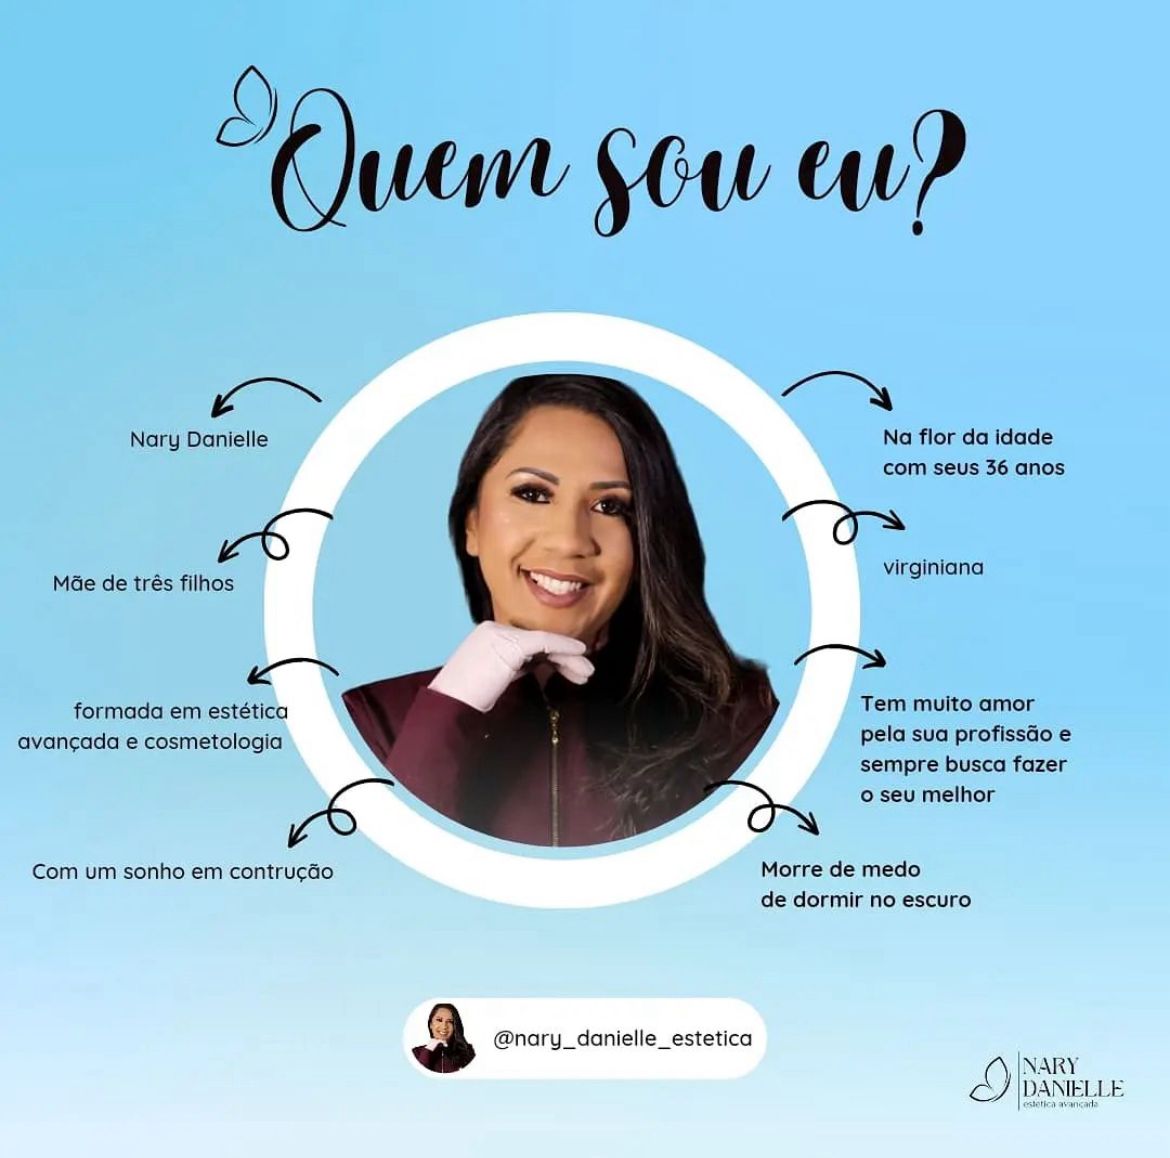 Quem sou eu?
Nary Danielle
Mãe de três filhos
formada em estética
avançada e cosmetologia
Com um sonho em contrução
Na flor da idade
com seus 36 anos
virginiana
Tem muito amor
pela sua profissão e
sempre busca fazer
o seu melhor
Morre de medo
de dormir no escuro
@nary_danielle_estetica
NARY
DANIELLE
estética avançada